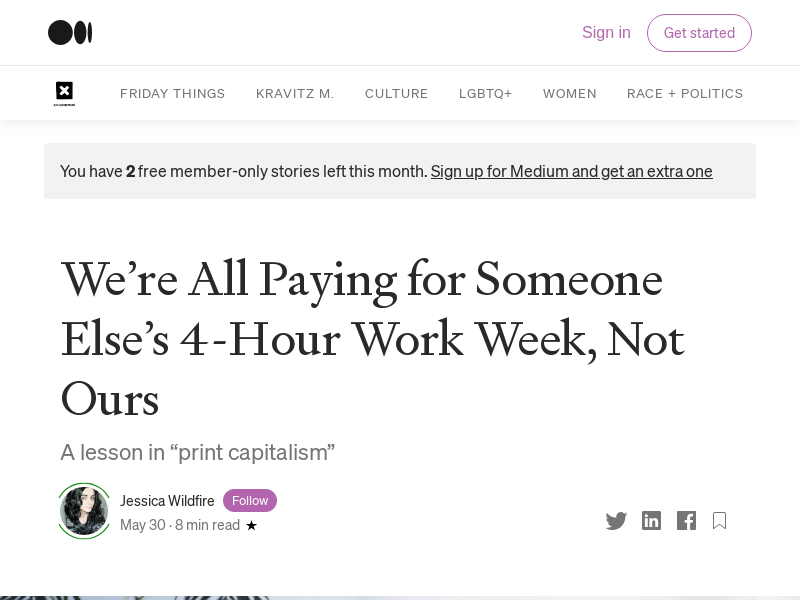 Sign in
Get started
FRIDAY THINGS
KRAVITZ M.
CULTURE
LGBTQ+
WOMEN
RACE + POLITICS
You have 2 free member-only stories left this month. Sign up for Medium and get an extra one
We’re All Paying for Someone
Else’s 4-Hour Work Week, Not
Ours
A lesson in “print capitalism”
Jessica Wildfire
Follow
May 30 · 8 min read ★